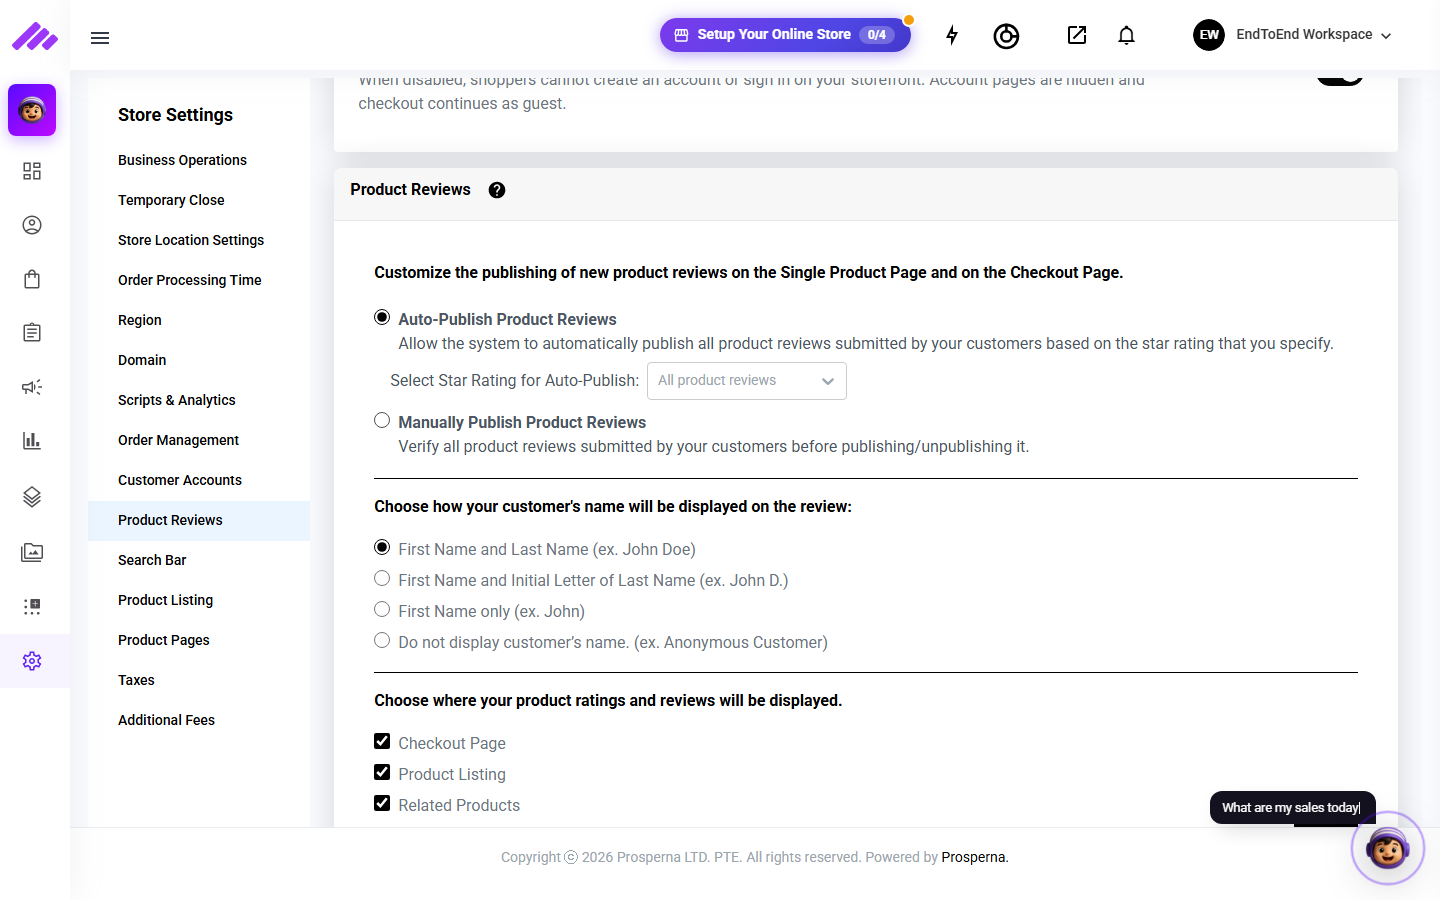 Setup Your Online Store 0/4
EW EndToEnd Workspace
When disabled, shoppers cannot create an account or sign in on your storefront. Account pages are hidden and
checkout continues as guest.
Store Settings
Business Operations
Temporary Close
Store Location Settings
Order Processing Time
Region
Domain
Scripts & Analytics
Order Management
Customer Accounts
Product Reviews
Search Bar
Product Listing
Product Pages
Taxes
Additional Fees
Product Reviews ?
Customize the publishing of new product reviews on the Single Product Page and on the Checkout Page.
Auto-Publish Product Reviews
Allow the system to automatically publish all product reviews submitted by your customers based on the star rating that you specify.
Select Star Rating for Auto-Publish: All product reviews
Manually Publish Product Reviews
Verify all product reviews submitted by your customers before publishing/unpublishing it.
Choose how your customer's name will be displayed on the review:
First Name and Last Name (ex. John Doe)
First Name and Initial Letter of Last Name (ex. John D.)
First Name only (ex. John)
Do not display customer's name. (ex. Anonymous Customer)
Choose where your product ratings and reviews will be displayed.
Checkout Page
Product Listing
Related Products
What are my sales today
Copyright © 2026 Prosperna LTD. PTE. All rights reserved. Powered by Prosperna.